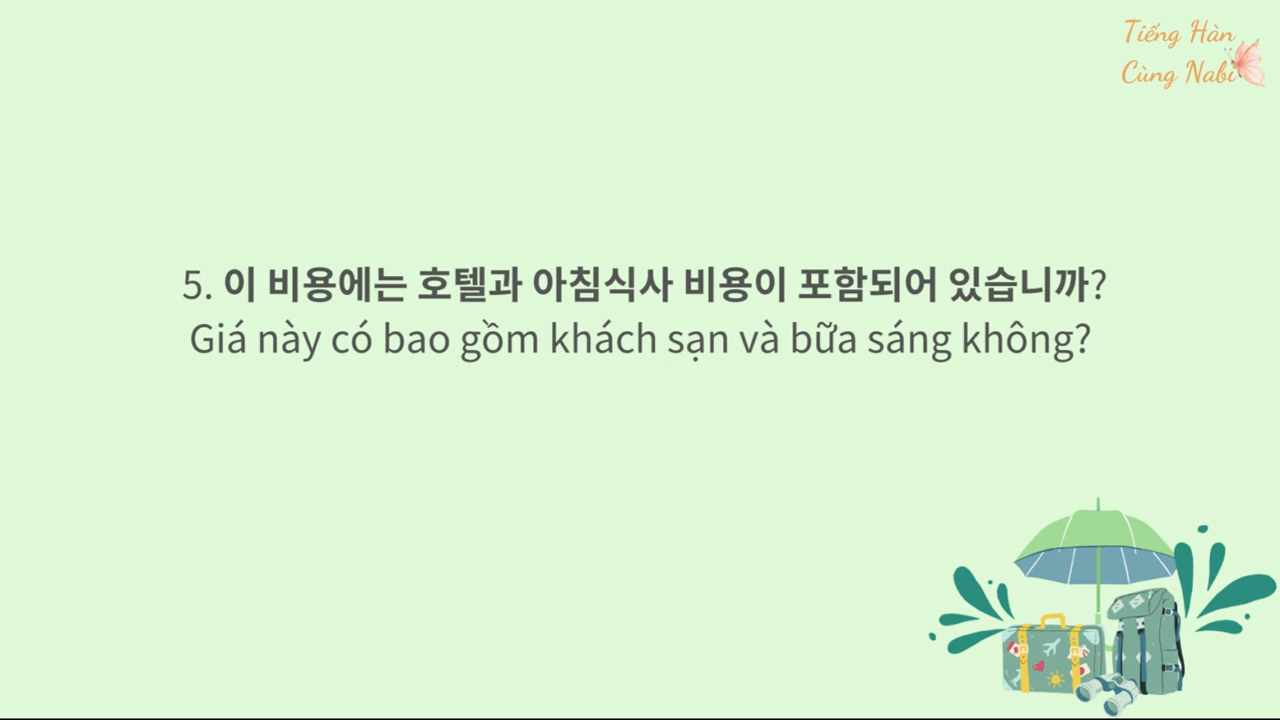 Tiếng Hàn
Cùng Nabi
5. 이 비용에는 호텔과 아침식사 비용이 포함되어 있습니까?
Giá này có bao gồm khách sạn và bữa sáng không?